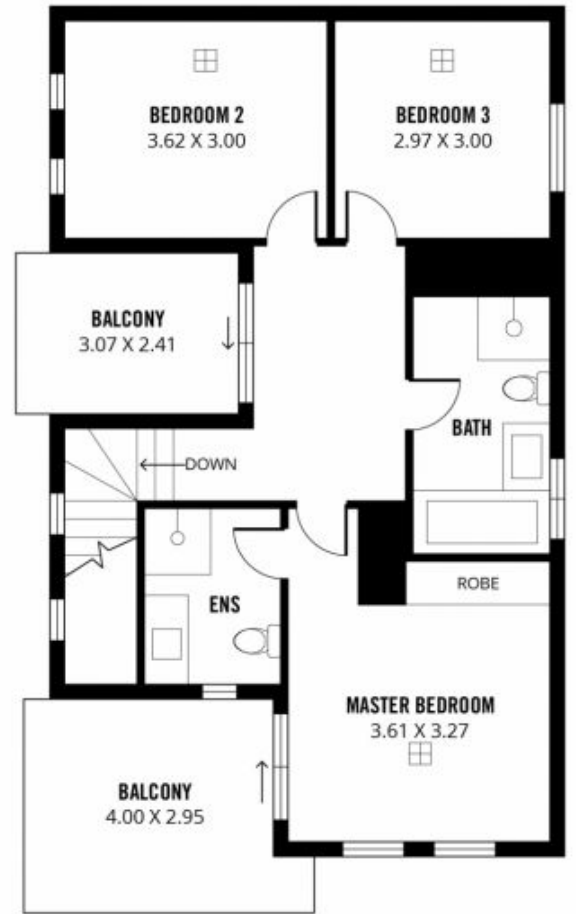 BEDROOM 2
3.62 X 3.00
BEDROOM 3
2.97 X 3.00
BALCONY
3.07 X 2.41
BATH
DOWN
ENS
ROBE
MASTER BEDROOM
3.61 X 3.27
BALCONY
4.00 X 2.95